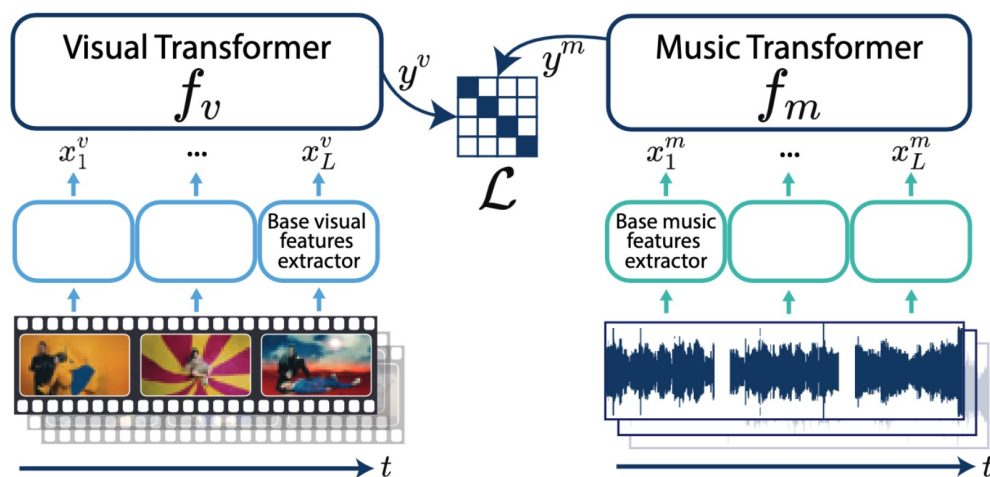 Visual Transformer
f_v
y^v
y^m
Music Transformer
f_m
x_1^v
...
x_L^v
ℒ
x_1^m
...
x_L^m
Base visual
features
extractor
Base music
features
extractor
t
t